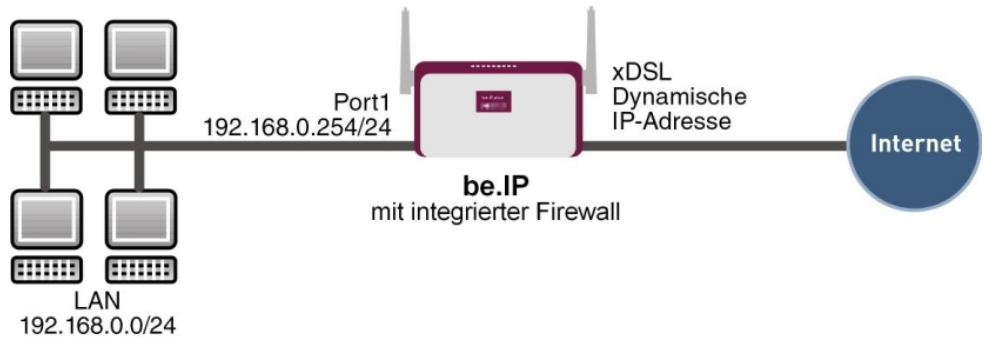 Port1
192.168.0.254/24
xDSL
Dynamische
IP-Adresse
Internet
be.IP
mit integrierter Firewall
LAN
192.168.0.0/24